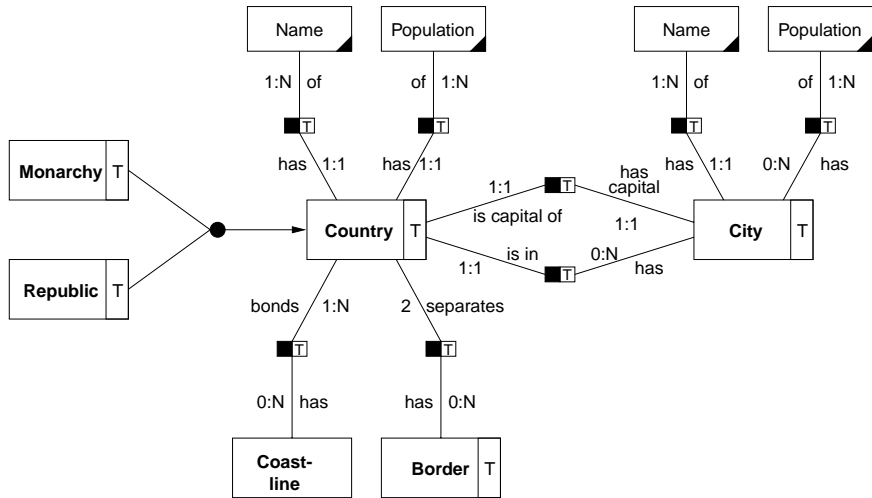 Name
Population
Name
Population
1:N of
of 1:N
1:N of
of 1:N
T
T
T
T
has 1:1
has 1:1
has 1:1
0:N has
Monarchy T
1:1
T
has
capital
is capital of
1:1
Country T
City T
is in
0:N
1:1
T
has
Republic T
bonds 1:N
2 separates
T
T
0:N has
has 0:N
Coast-
line
Border T